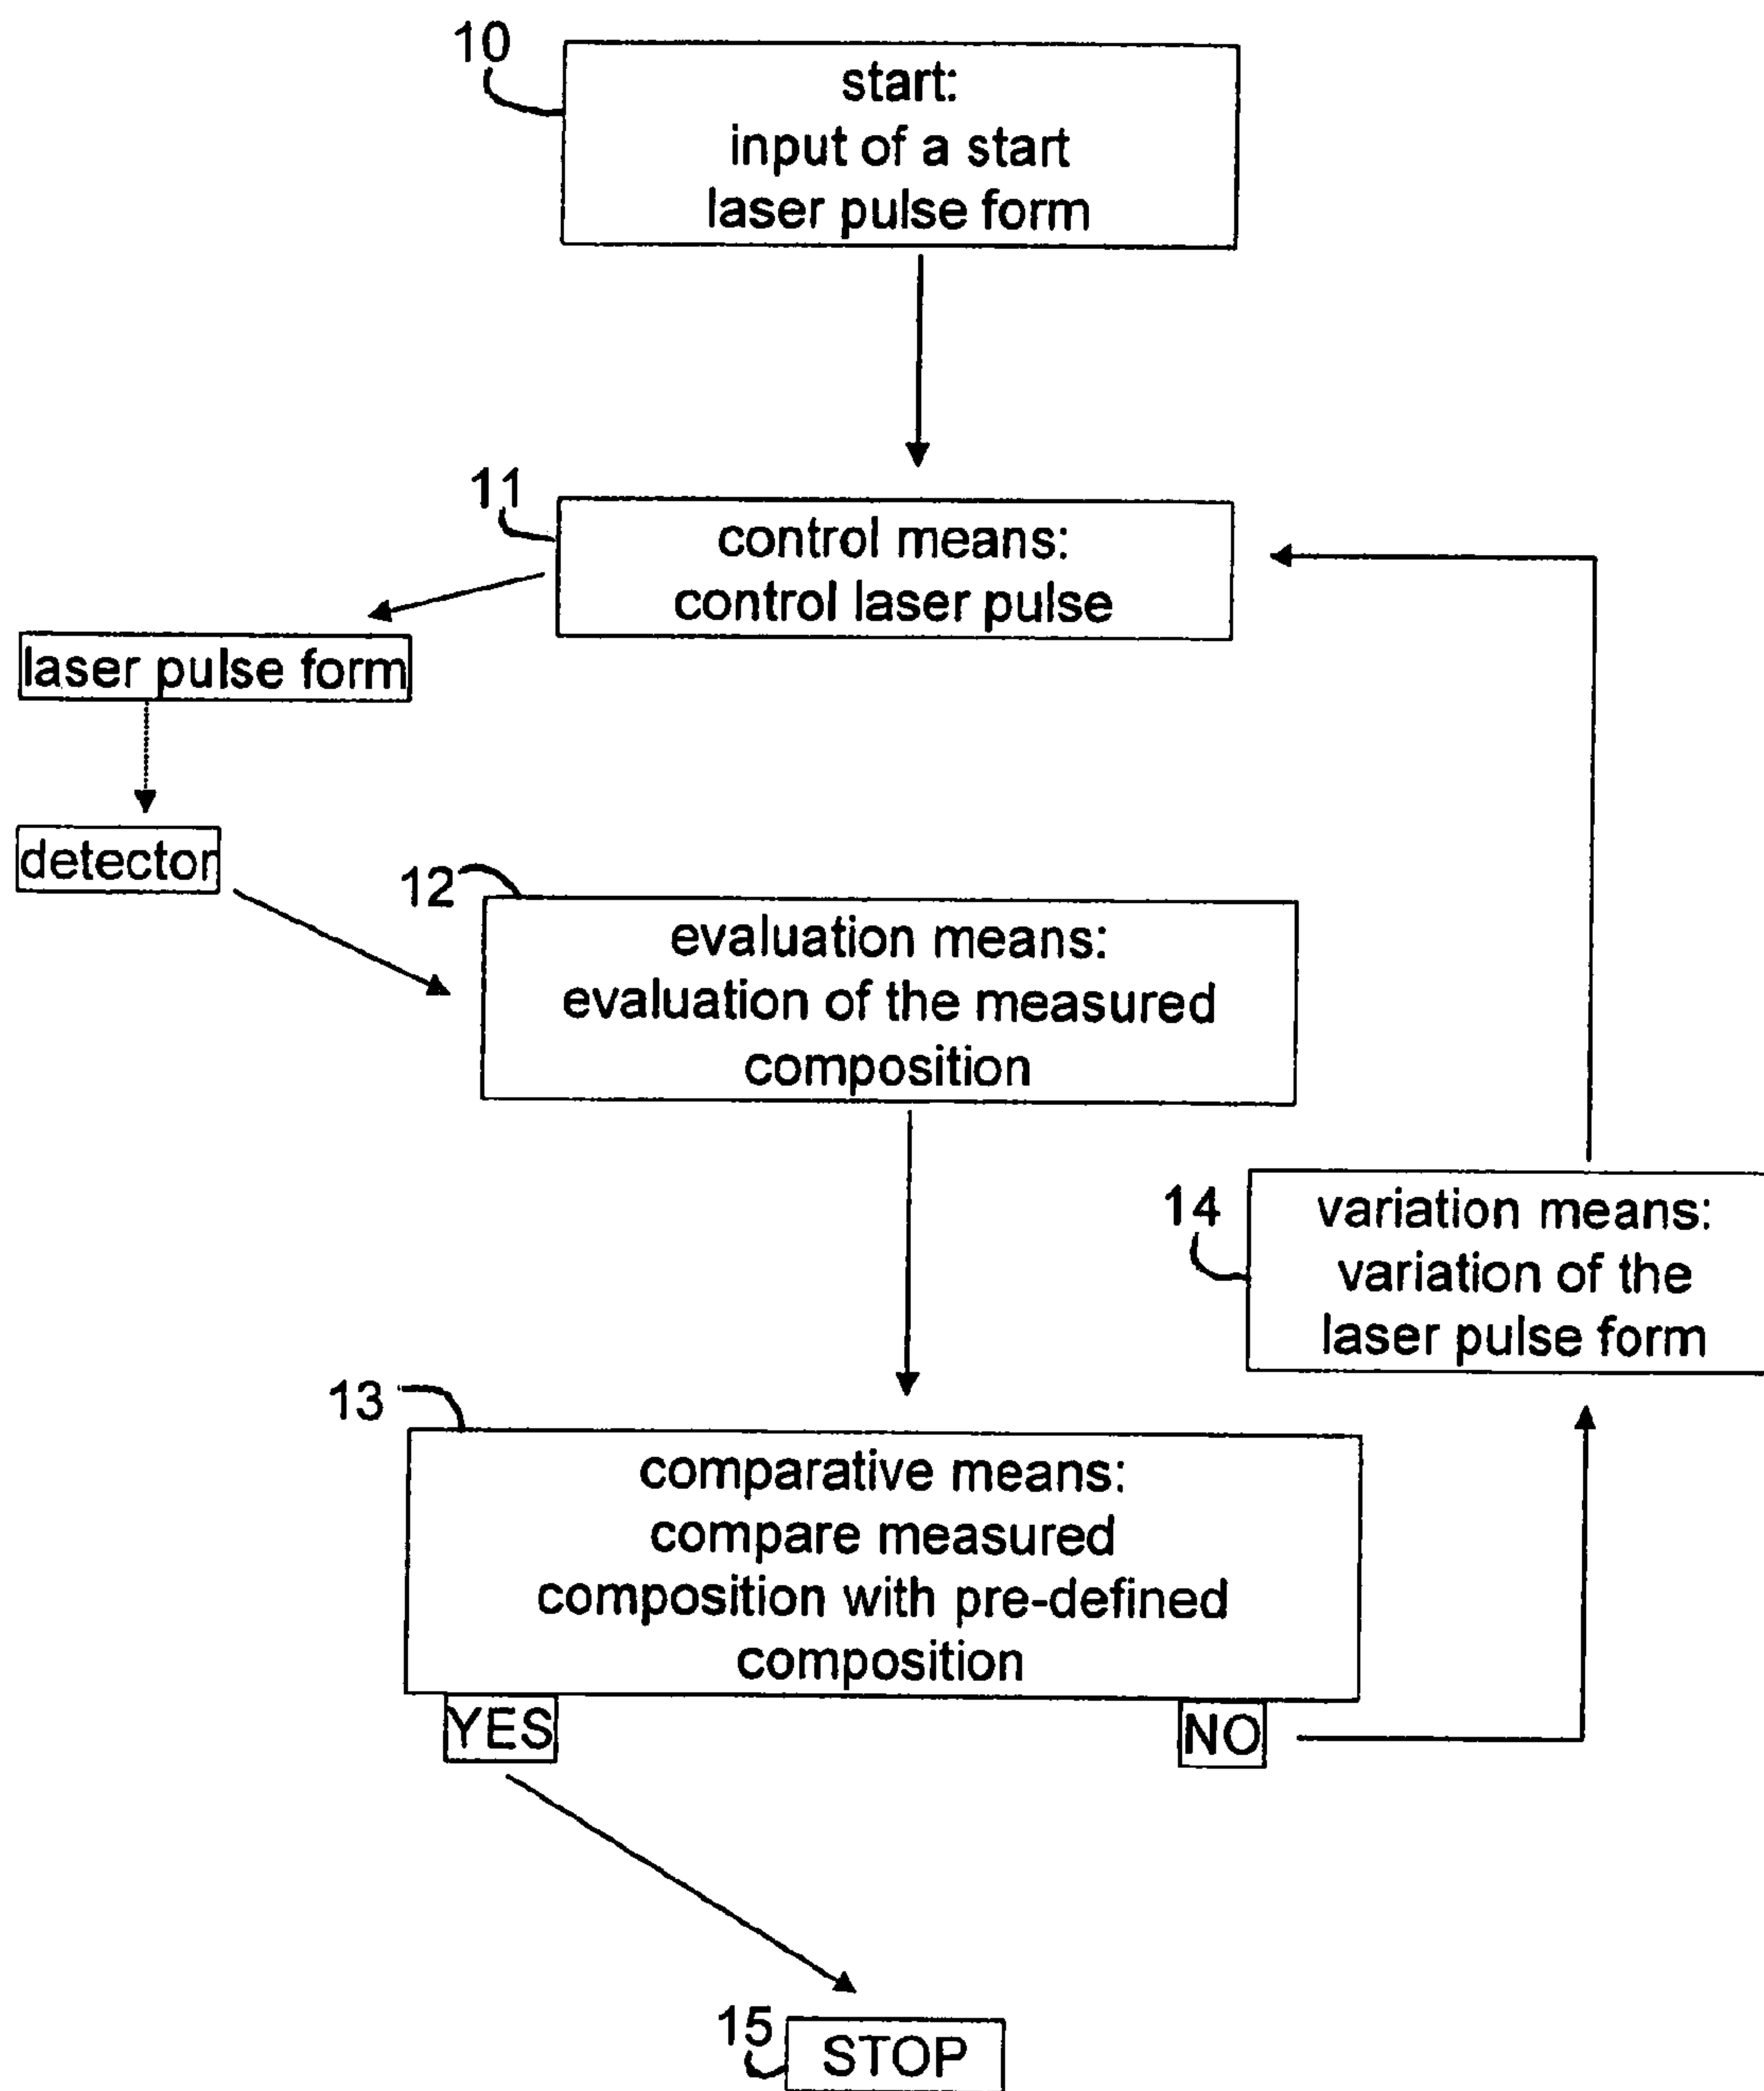 10
start:
input of a start
laser pulse form
11
control means:
control laser pulse
laser pulse form
detector
12
evaluation means:
evaluation of the measured
composition
14
variation means:
variation of the
laser pulse form
13
comparative means:
compare measured
composition with pre-defined
composition
YES
NO
15
STOP